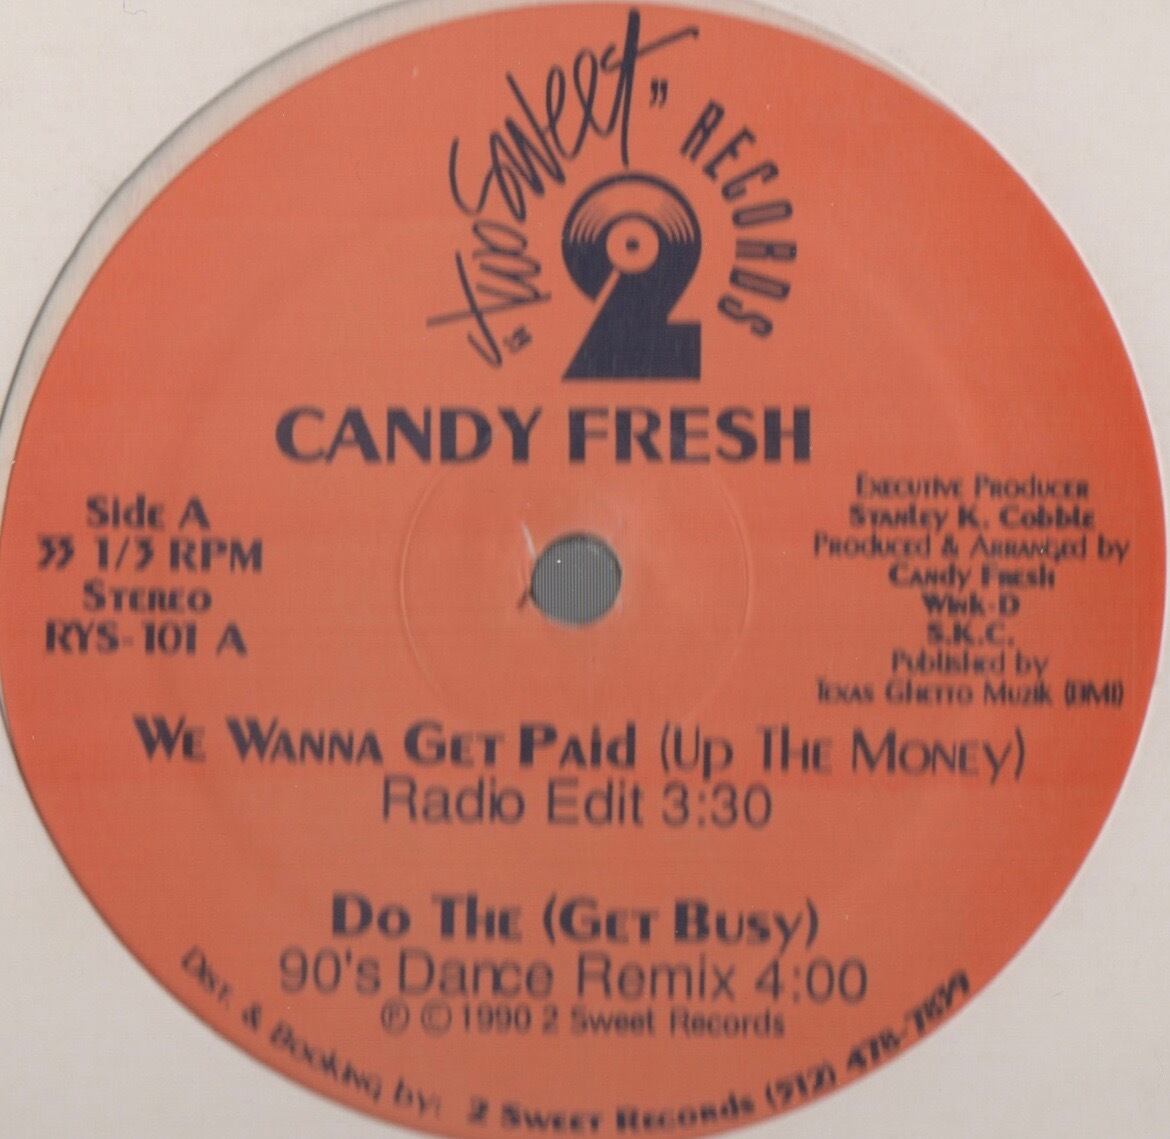 "Too Sweet" RECORDS
2
CANDY FRESH
Side A
33 1/3 RPM
Stereo
RYS-101 A
Executive Producer
Stanley K. Cobble
Produced & Arranged by
Candy Fresh
Wink-D
S.K.C.
Published by
Texas Ghetto Muzik (BMI)
We Wanna Get Paid (Up The Money)
Radio Edit 3:30
Do The (Get Busy)
90's Dance Remix 4:00
Ⓟ © 1990 2 Sweet Records
Dist. & Booking by: 2 Sweet Records (512)